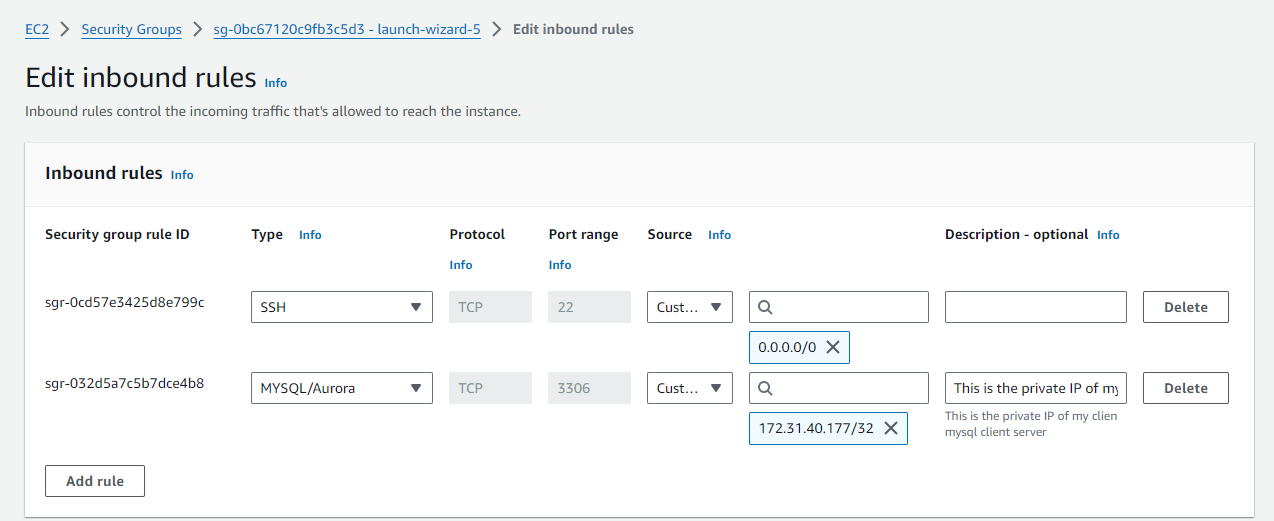 EC2 > Security Groups > sg-0bc67120c9fb3c5d3 - launch-wizard-5 > Edit inbound rules
Edit inbound rules Info
Inbound rules control the incoming traffic that's allowed to reach the instance.
Inbound rules Info
Security group rule ID Type Info Protocol Info Port range Info Source Info Description - optional Info
sgr-0cd57e3425d8e799c SSH TCP 22 Cust... Delete
0.0.0.0/0
sgr-032d5a7c5b7dce4b8 MYSQL/Aurora TCP 3306 Cust... This is the private IP of my Delete
172.31.40.177/32 This is the private IP of my clien
mysql client server
Add rule